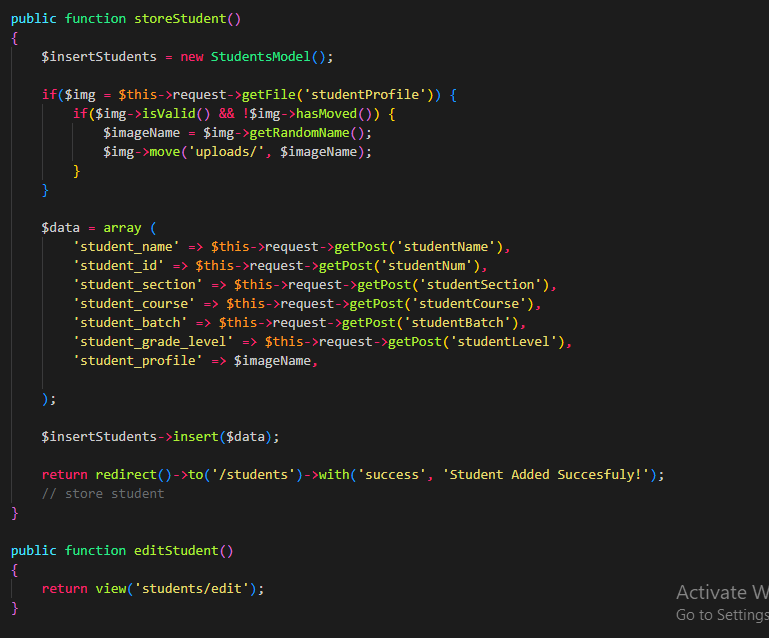 public function storeStudent()
{
    $insertStudents = new StudentsModel();

    if($img = $this->request->getFile('studentProfile')) {
        if($img->isValid() && !$img->hasMoved()) {
            $imageName = $img->getRandomName();
            $img->move('uploads/', $imageName);
        }
    }

    $data = array (
        'student_name' => $this->request->getPost('studentName'),
        'student_id' => $this->request->getPost('studentNum'),
        'student_section' => $this->request->getPost('studentSection'),
        'student_course' => $this->request->getPost('studentCourse'),
        'student_batch' => $this->request->getPost('studentBatch'),
        'student_grade_level' => $this->request->getPost('studentLevel'),
        'student_profile' => $imageName,

    );

    $insertStudents->insert($data);

    return redirect()->to('/students')->with('success', 'Student Added Succesfuly!');
    // store student
}

public function editStudent()
{
    return view('students/edit');
}
Activate W
Go to Settings